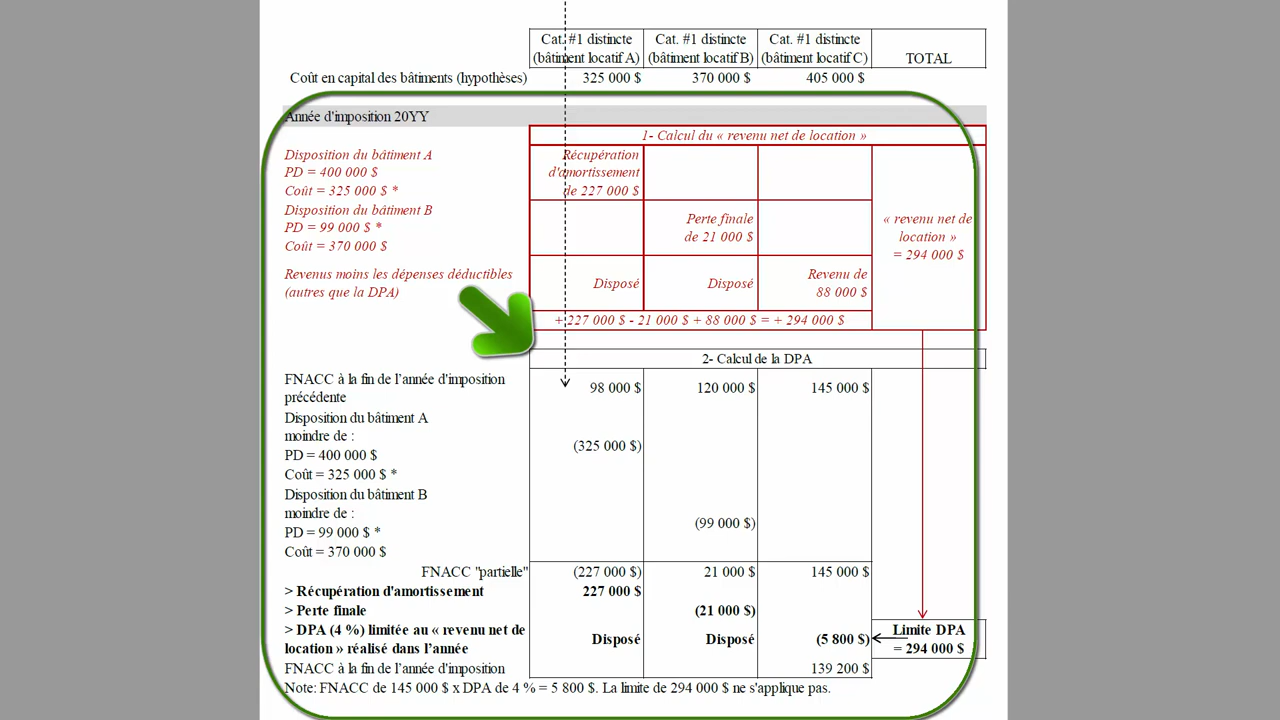 Cat. #1 distincte Cat. #1 distincte Cat. #1 distincte
(bâtiment locatif A) (bâtiment locatif B) (bâtiment locatif C) TOTAL
Coût en capital des bâtiments (hypothèses) 325 000 $ 370 000 $ 405 000 $
Année d'imposition 20YY
1- Calcul du « revenu net de location »
Disposition du bâtiment A Récupération
PD = 400 000 $ d'amortissement
Coût = 325 000 $ * de 227 000 $
Disposition du bâtiment B
PD = 99 000 $ * Perte finale « revenu net de
Coût = 370 000 $ de 21 000 $ location »
= 294 000 $
Revenus moins les dépenses déductibles Disposé Disposé Revenu de
(autres que la DPA) 88 000 $
+ 227 000 $ - 21 000 $ + 88 000 $ = + 294 000 $
2- Calcul de la DPA
FNACC à la fin de l'année d'imposition 98 000 $ 120 000 $ 145 000 $
précédente
Disposition du bâtiment A
moindre de : (325 000 $)
PD = 400 000 $
Coût = 325 000 $ *
Disposition du bâtiment B
moindre de : (99 000 $)
PD = 99 000 $ *
Coût = 370 000 $
FNACC "partielle" (227 000 $) 21 000 $ 145 000 $
> Récupération d'amortissement 227 000 $
> Perte finale (21 000 $)
> DPA (4 %) limitée au « revenu net de Disposé Disposé (5 800 $) Limite DPA
location » réalisé dans l'année = 294 000 $
FNACC à la fin de l'année d'imposition 139 200 $
Note: FNACC de 145 000 $ x DPA de 4 % = 5 800 $. La limite de 294 000 $ ne s'applique pas.